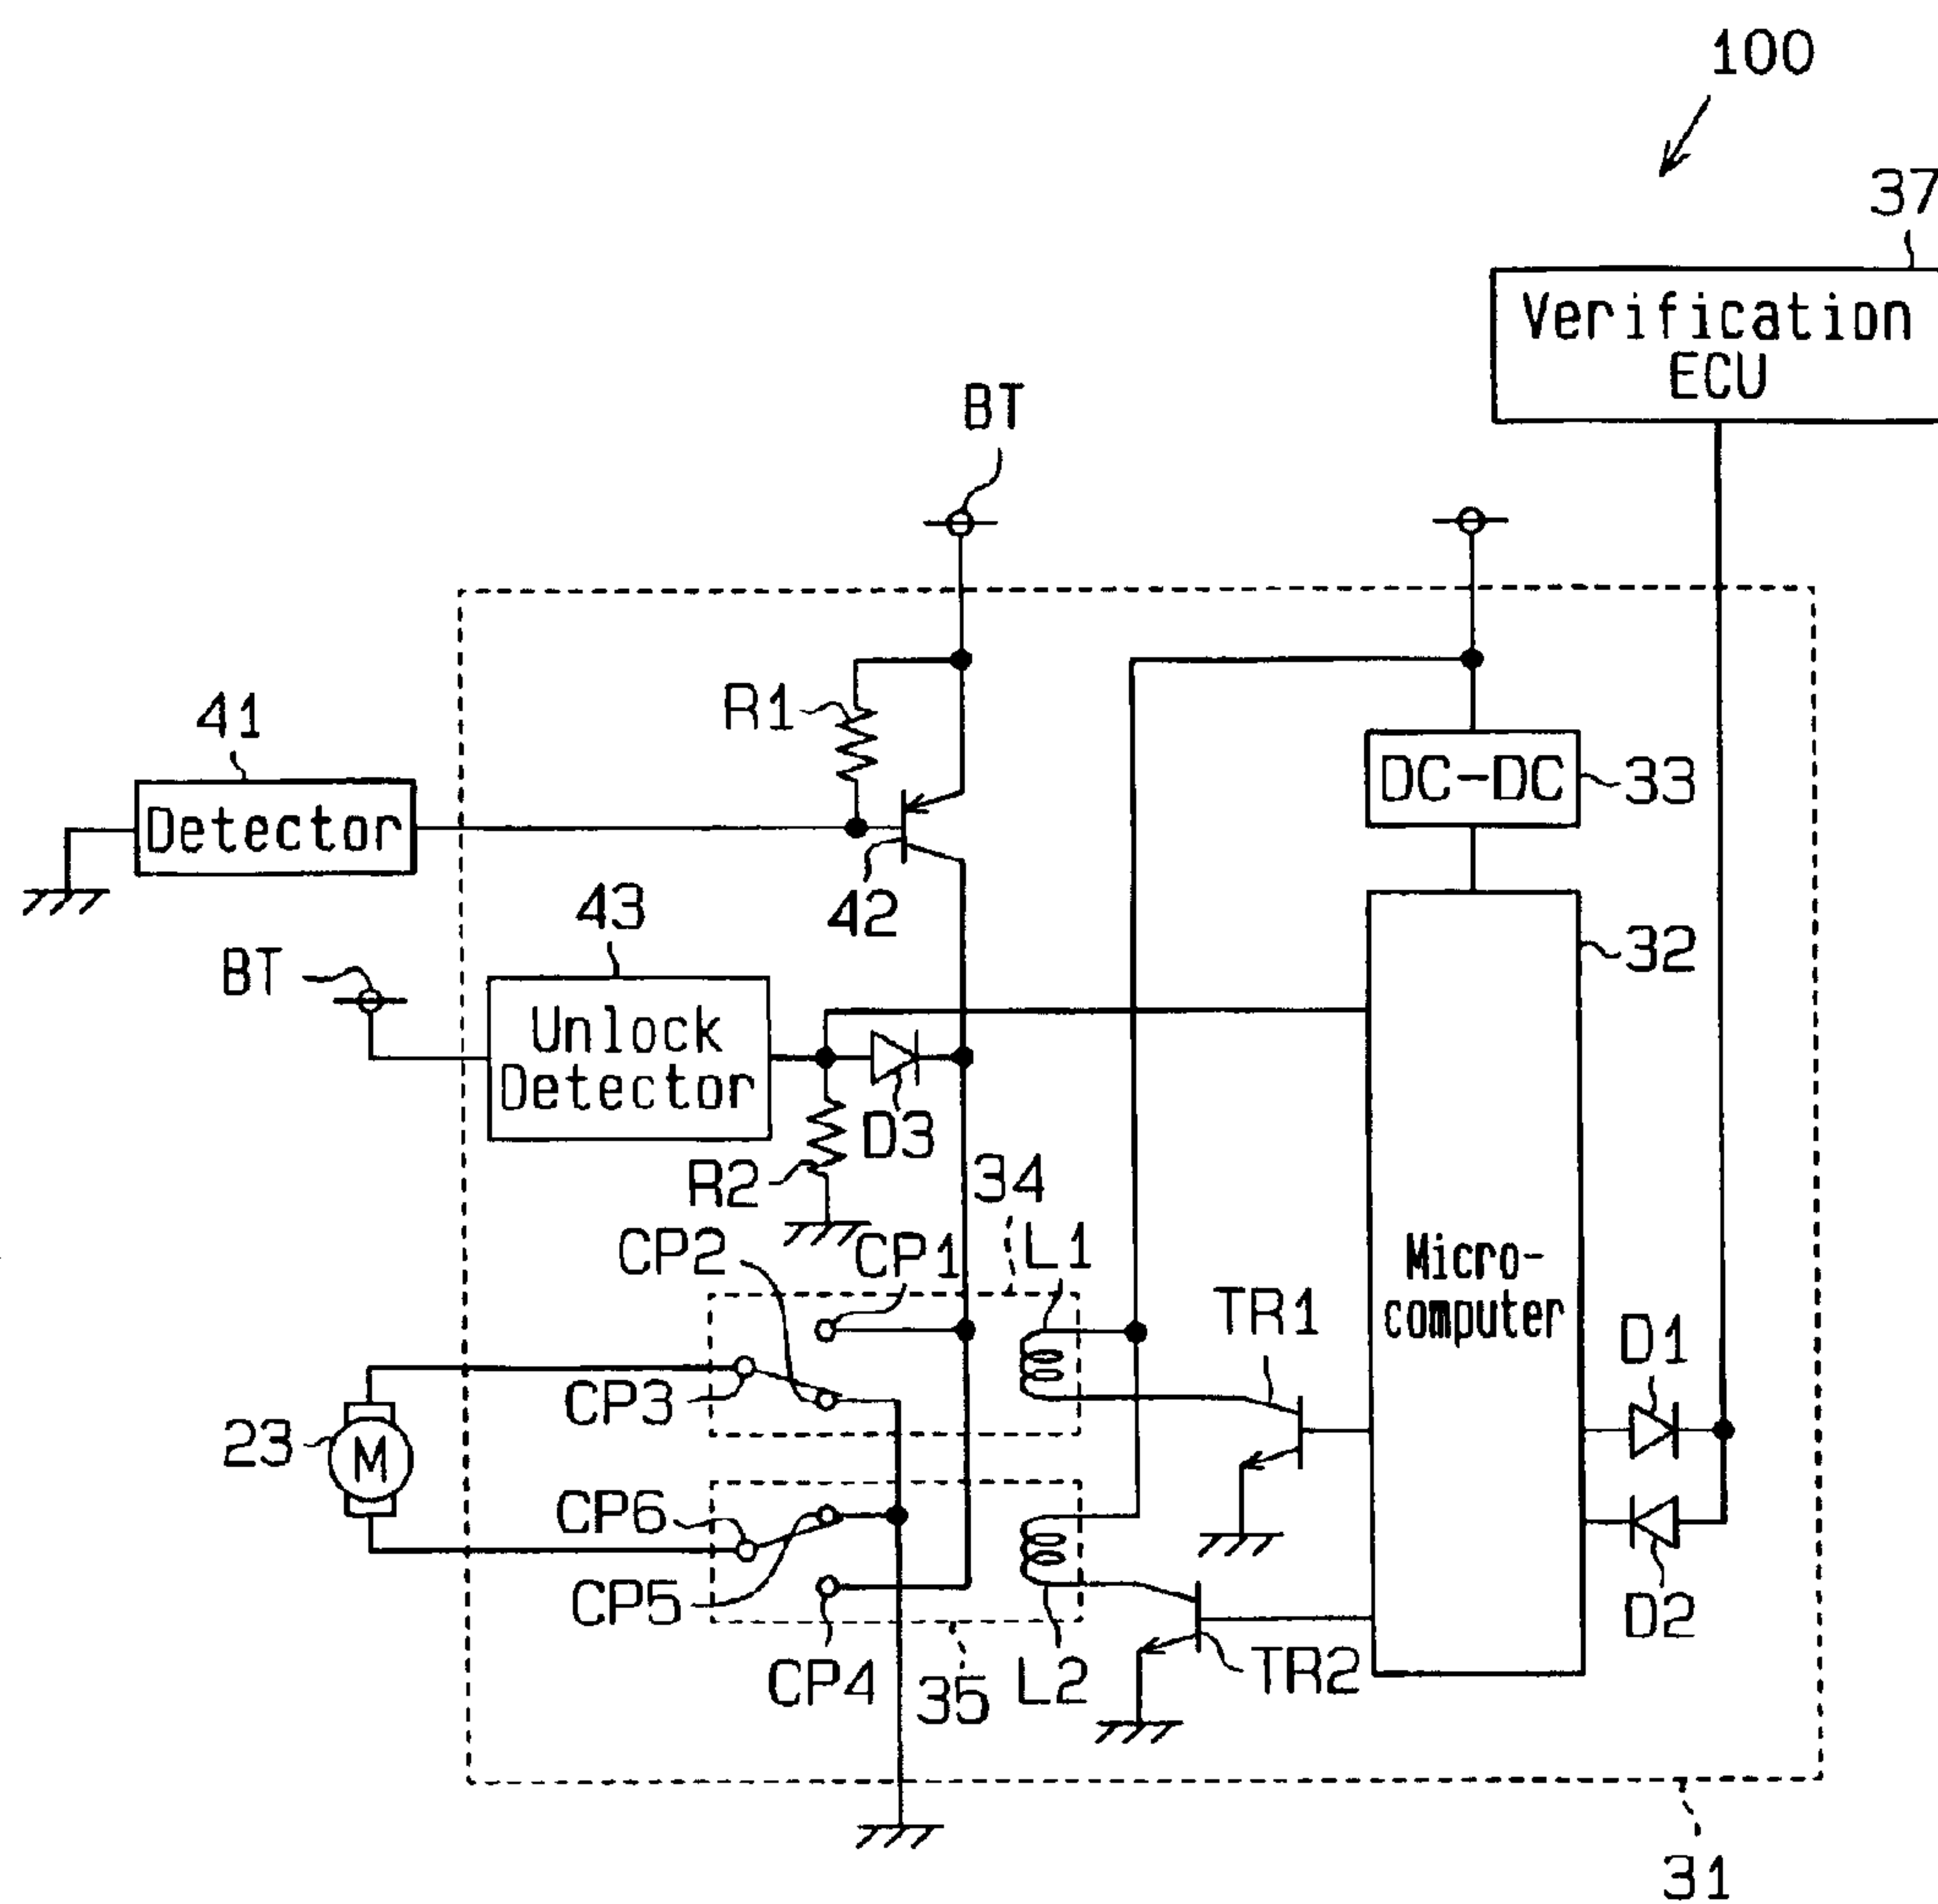 100
37
Verification
ECU
BT
R1
41
Detector
DC-DC
33
42
43
32
BT
Unlock
Detector
D3
R2
34
CP2
CP1
L1
TR1
Micro-
computer
D1
CP3
23
M
CP6
CP5
D2
CP4
35
L2
TR2
31